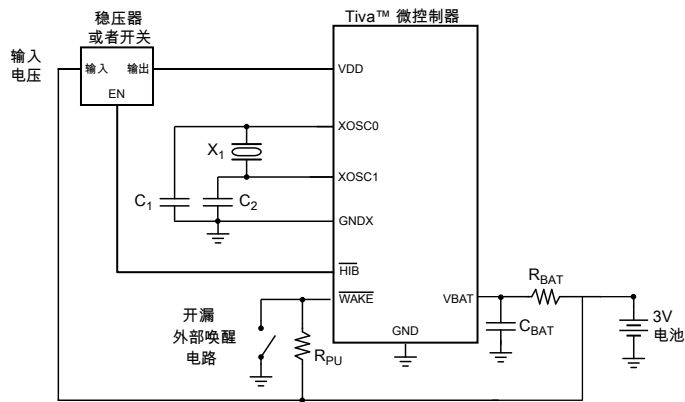 Tiva™ 微控制器
稳压器
或者开关
输入
电压
输入 输出
EN
VDD
XOSC0
X1
XOSC1
C1 C2
GNDX
HIB
WAKE
VBAT
RBAT
开漏
外部唤醒
电路
RPU
GND
CBAT
3V
电池